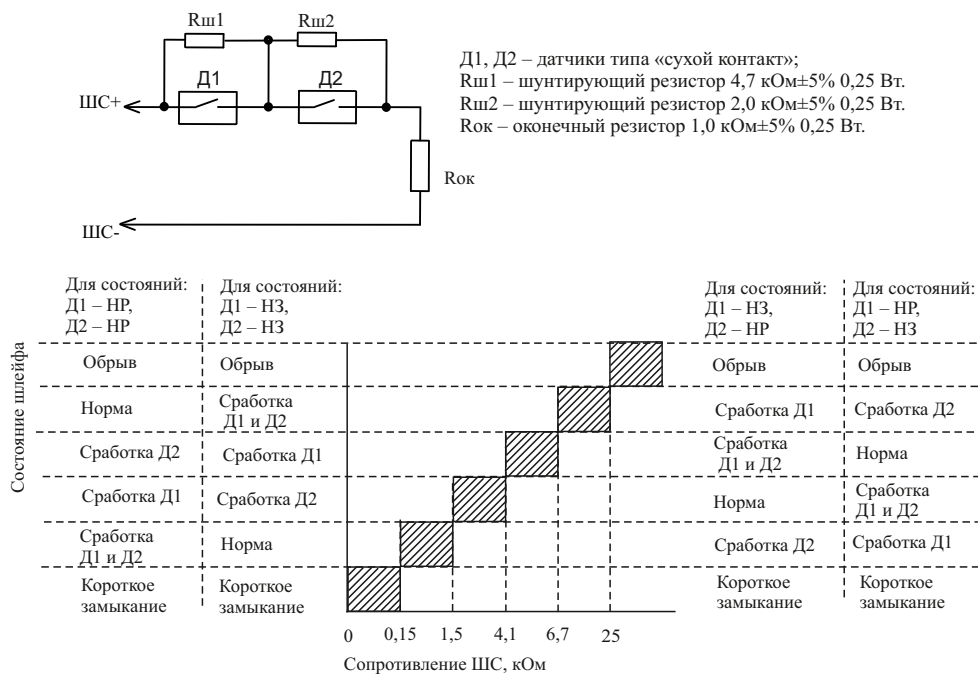 Rш1
Rш2
Д1
Д2
ШС+
Rок
ШС-
Д1, Д2 – датчики типа «сухой контакт»;
Rш1 – шунтирующий резистор 4,7 кОм±5% 0,25 Вт.
Rш2 – шунтирующий резистор 2,0 кОм±5% 0,25 Вт.
Rок – оконечный резистор 1,0 кОм±5% 0,25 Вт.
Состояние шлейфа
Для состояний:
Д1 – НР,
Д2 – НР
Обрыв
Норма
Сработка Д2
Сработка Д1
Сработка
Д1 и Д2
Короткое
замыкание
Для состояний:
Д1 – НЗ,
Д2 – НЗ
Обрыв
Сработка
Д1 и Д2
Сработка Д1
Сработка Д2
Норма
Короткое
замыкание
0
0,15
1,5
4,1
6,7
25
Сопротивление ШС, кОм
Для состояний:
Д1 – НЗ,
Д2 – НР
Обрыв
Сработка Д1
Сработка
Д1 и Д2
Норма
Сработка Д2
Короткое
замыкание
Для состояний:
Д1 – НР,
Д2 – НЗ
Обрыв
Сработка Д2
Норма
Сработка
Д1 и Д2
Сработка Д1
Короткое
замыкание